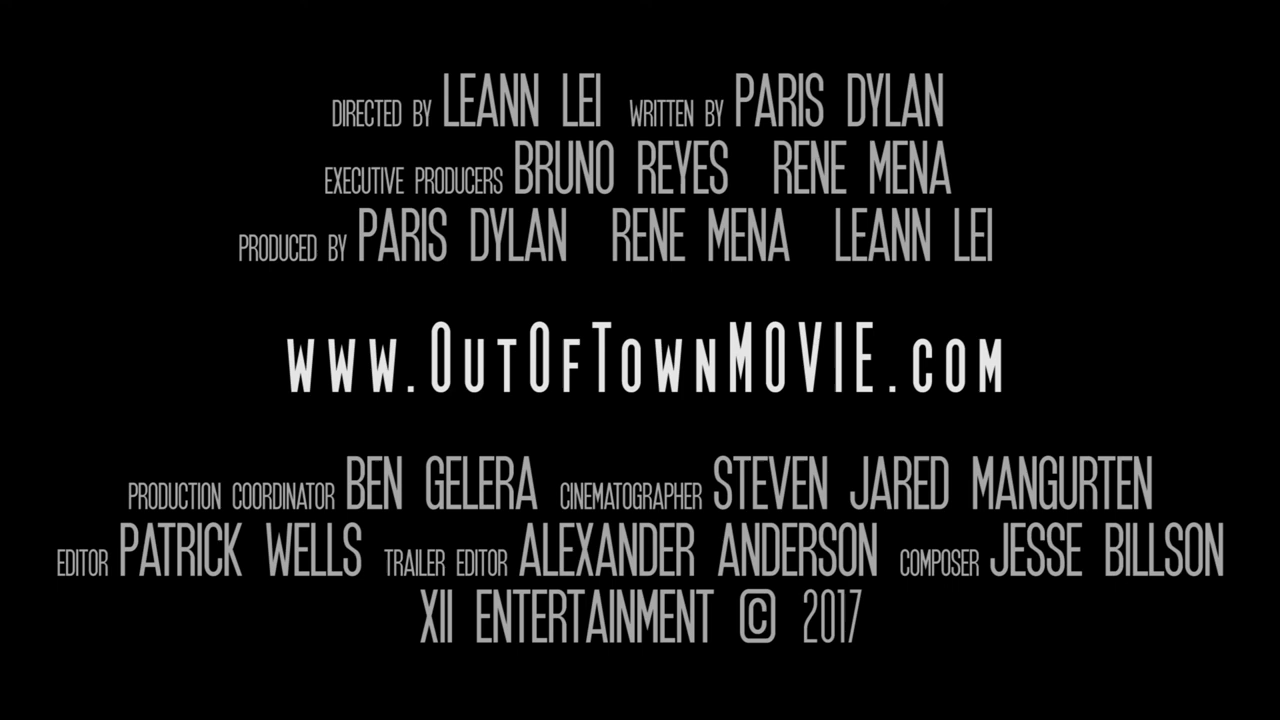 DIRECTED BY LEANN LEI WRITTEN BY PARIS DYLAN
EXECUTIVE PRODUCERS BRUNO REYES RENE MENA
PRODUCED BY PARIS DYLAN RENE MENA LEANN LEI
www.OutOfTownMOVIE.com
PRODUCTION COORDINATOR BEN GELERA CINEMATOGRAPHER STEVEN JARED MANGURTEN
EDITOR PATRICK WELLS TRAILER EDITOR ALEXANDER ANDERSON COMPOSER JESSE BILLSON
XII ENTERTAINMENT © 2017